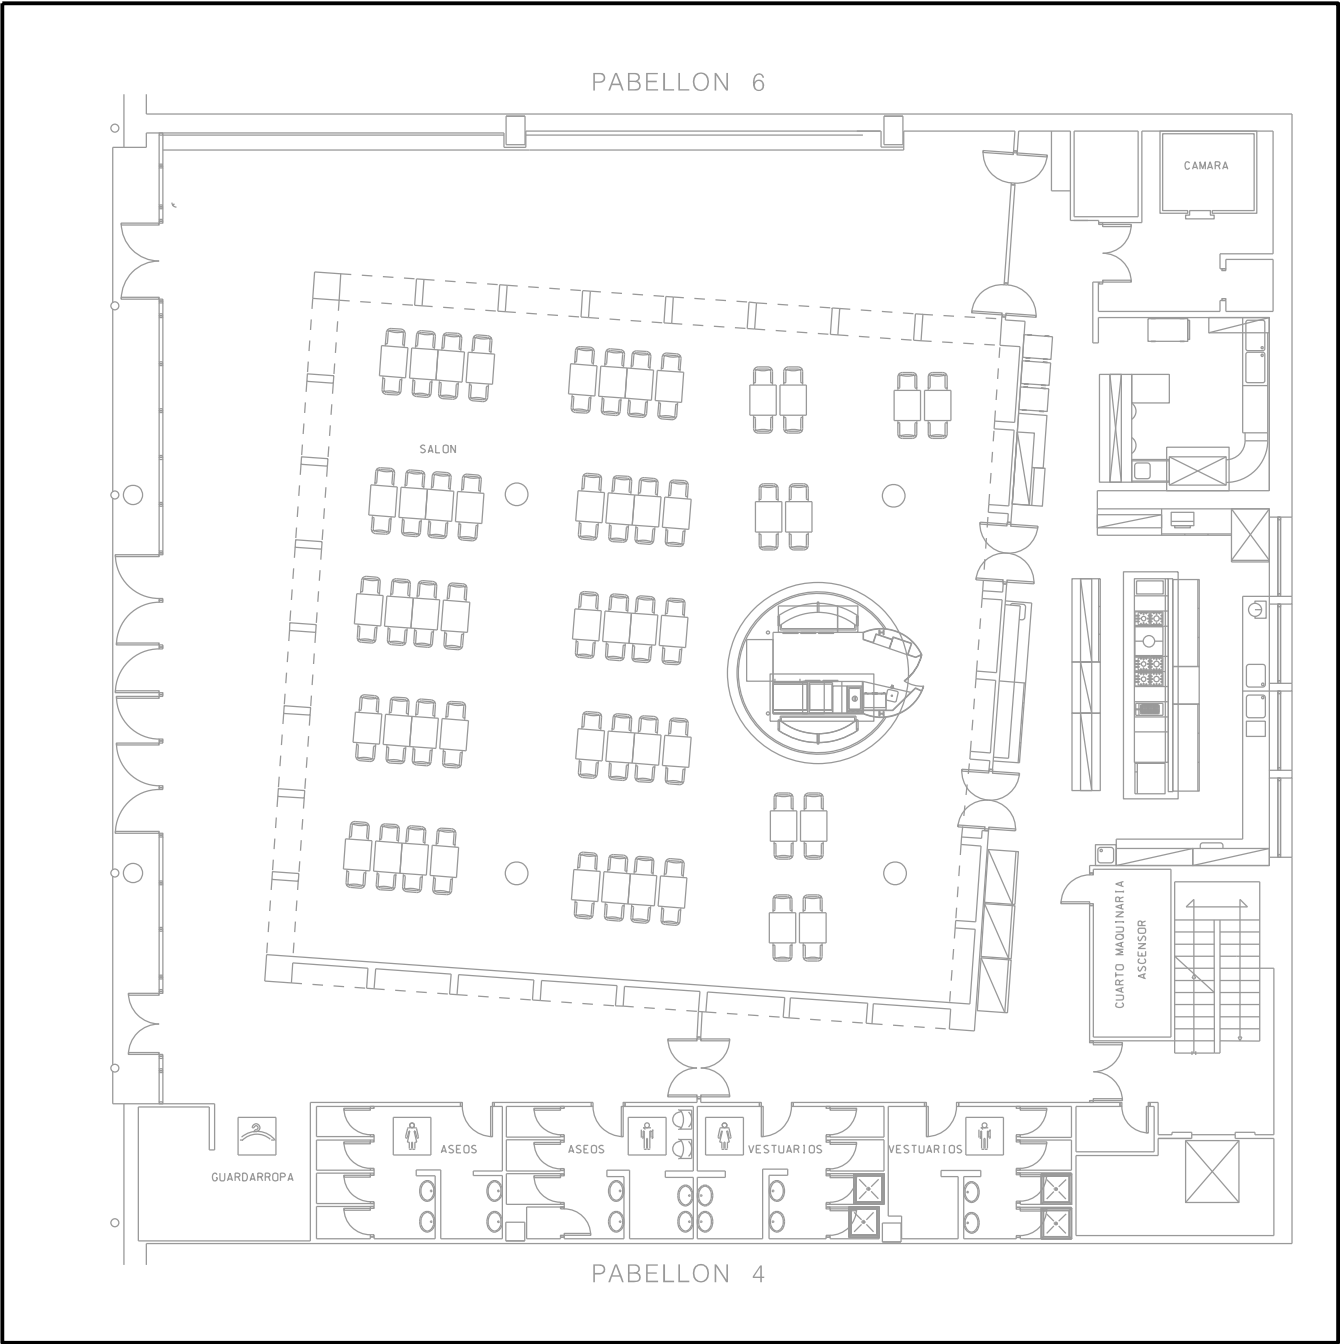 PABELLON 6
CAMARA
SALON
CUARTO MAQUINARIA
ASCENSOR
ASEOS
ASEOS
VESTUARIOS
VESTUARIOS
GUARDARROPA
PABELLON 4